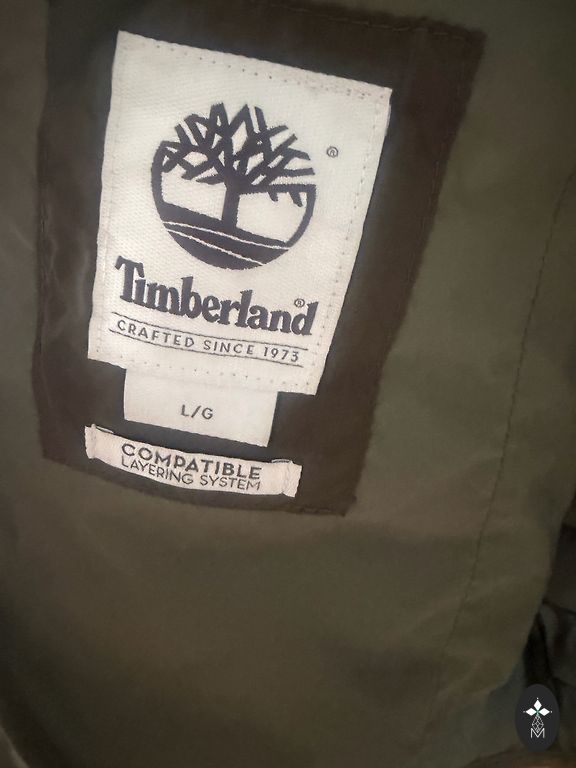 ®
Timberland®
CRAFTED SINCE 1973
L/G
COMPATIBLE
LAYERING SYSTEM
M